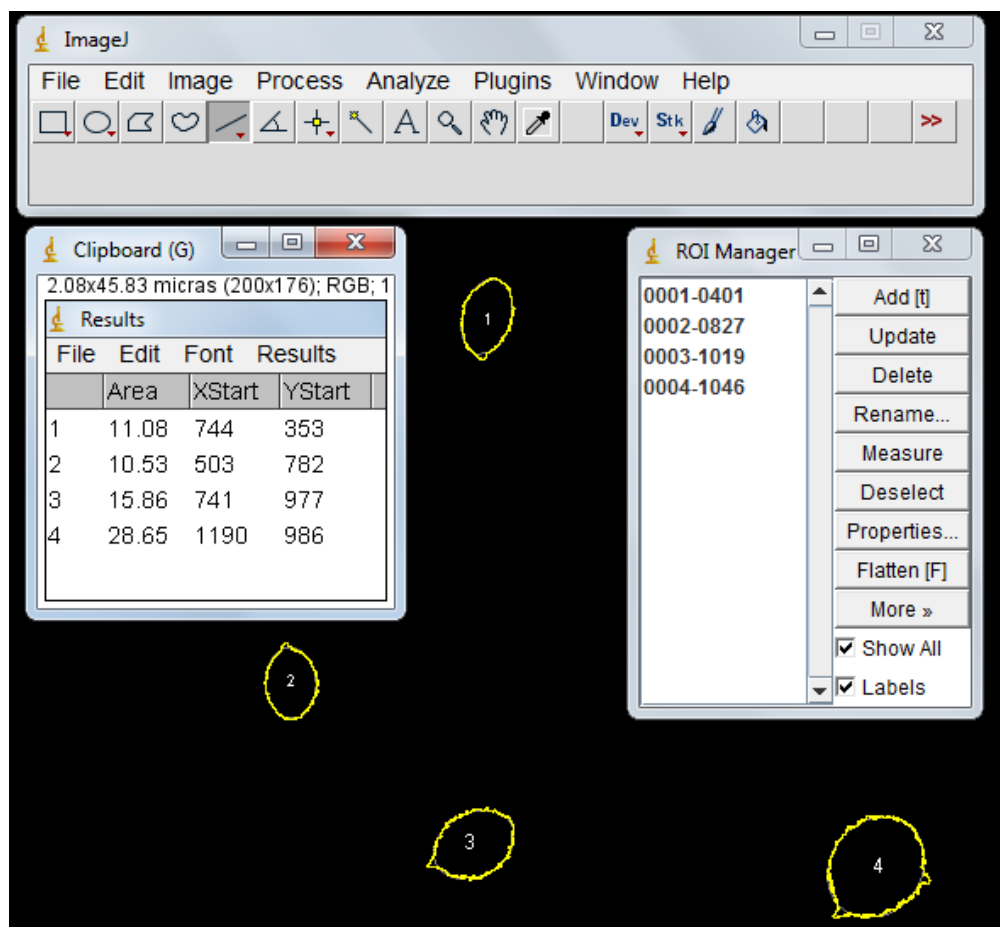 ImageJ
File Edit Image Process Analyze Plugins Window Help
A Dev Stk >>
Clipboard (G)
2.08x45.83 micras (200x176); RGB; 1
Results
File Edit Font Results
Area XStart YStart
1 11.08 744 353
2 10.53 503 782
3 15.86 741 977
4 28.65 1190 986
ROI Manager
0001-0401
0002-0827
0003-1019
0004-1046
Add [t]
Update
Delete
Rename...
Measure
Deselect
Properties...
Flatten [F]
More »
Show All
Labels
1
2
3
4